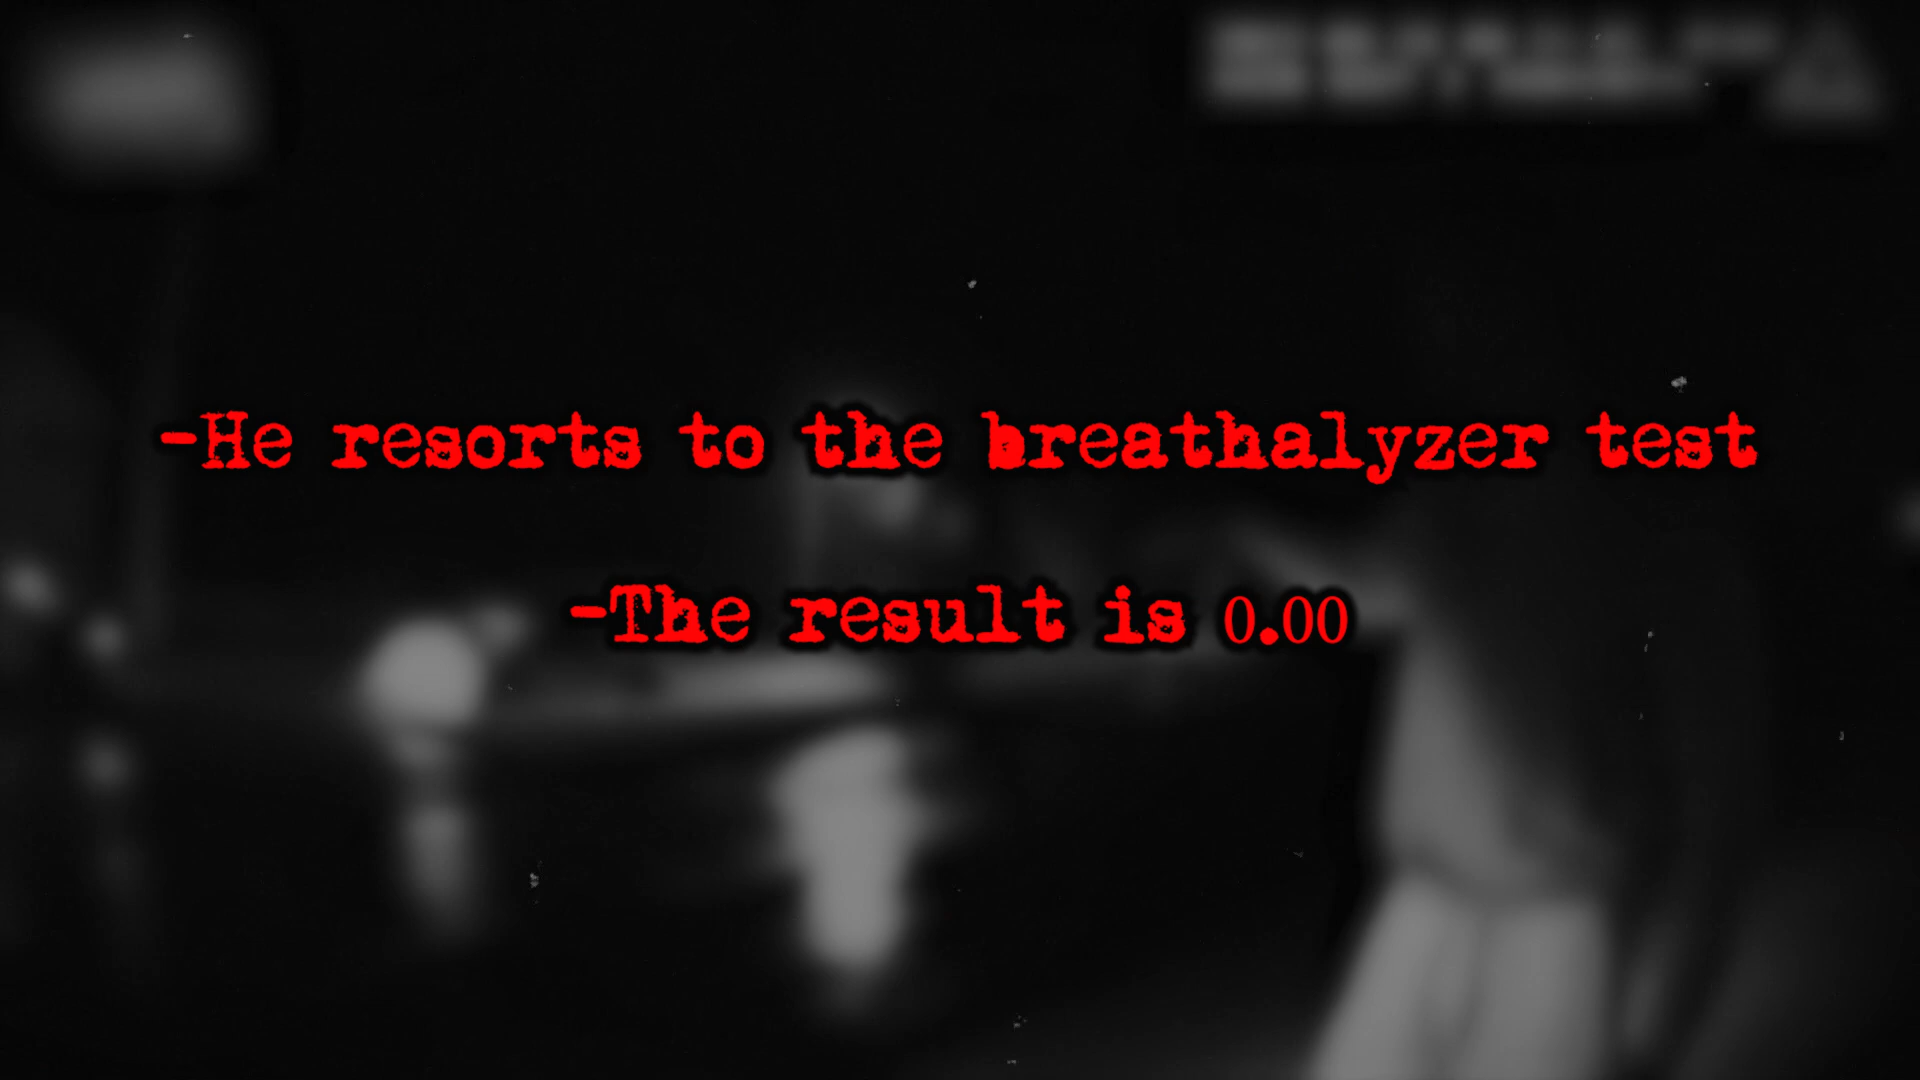 -He resorts to the breathalyzer test
-The result is 0.00